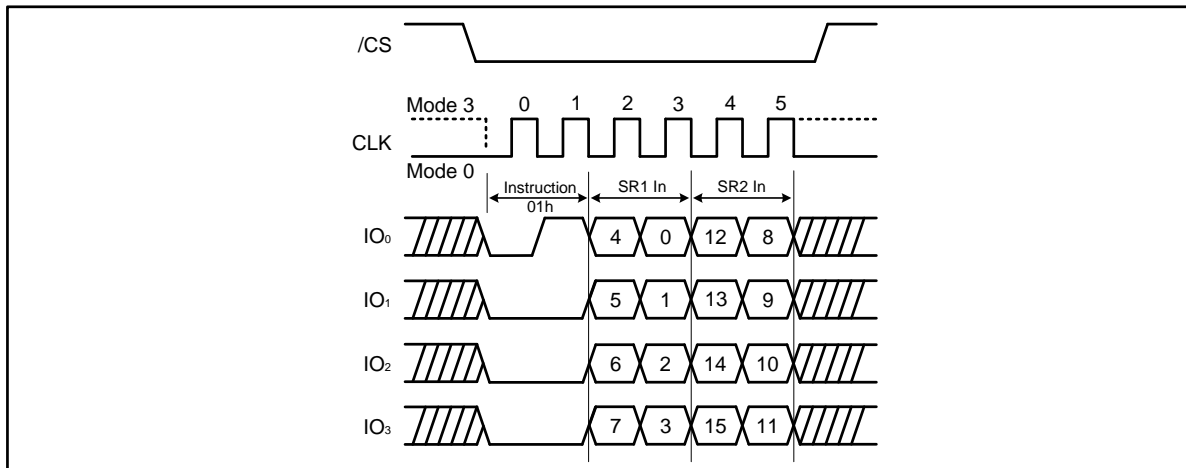 /CS
Mode 3 0 1 2 3 4 5
CLK
Mode 0
Instruction SR1 In SR2 In
01h
IO0 4 0 12 8
IO1 5 1 13 9
IO2 6 2 14 10
IO3 7 3 15 11